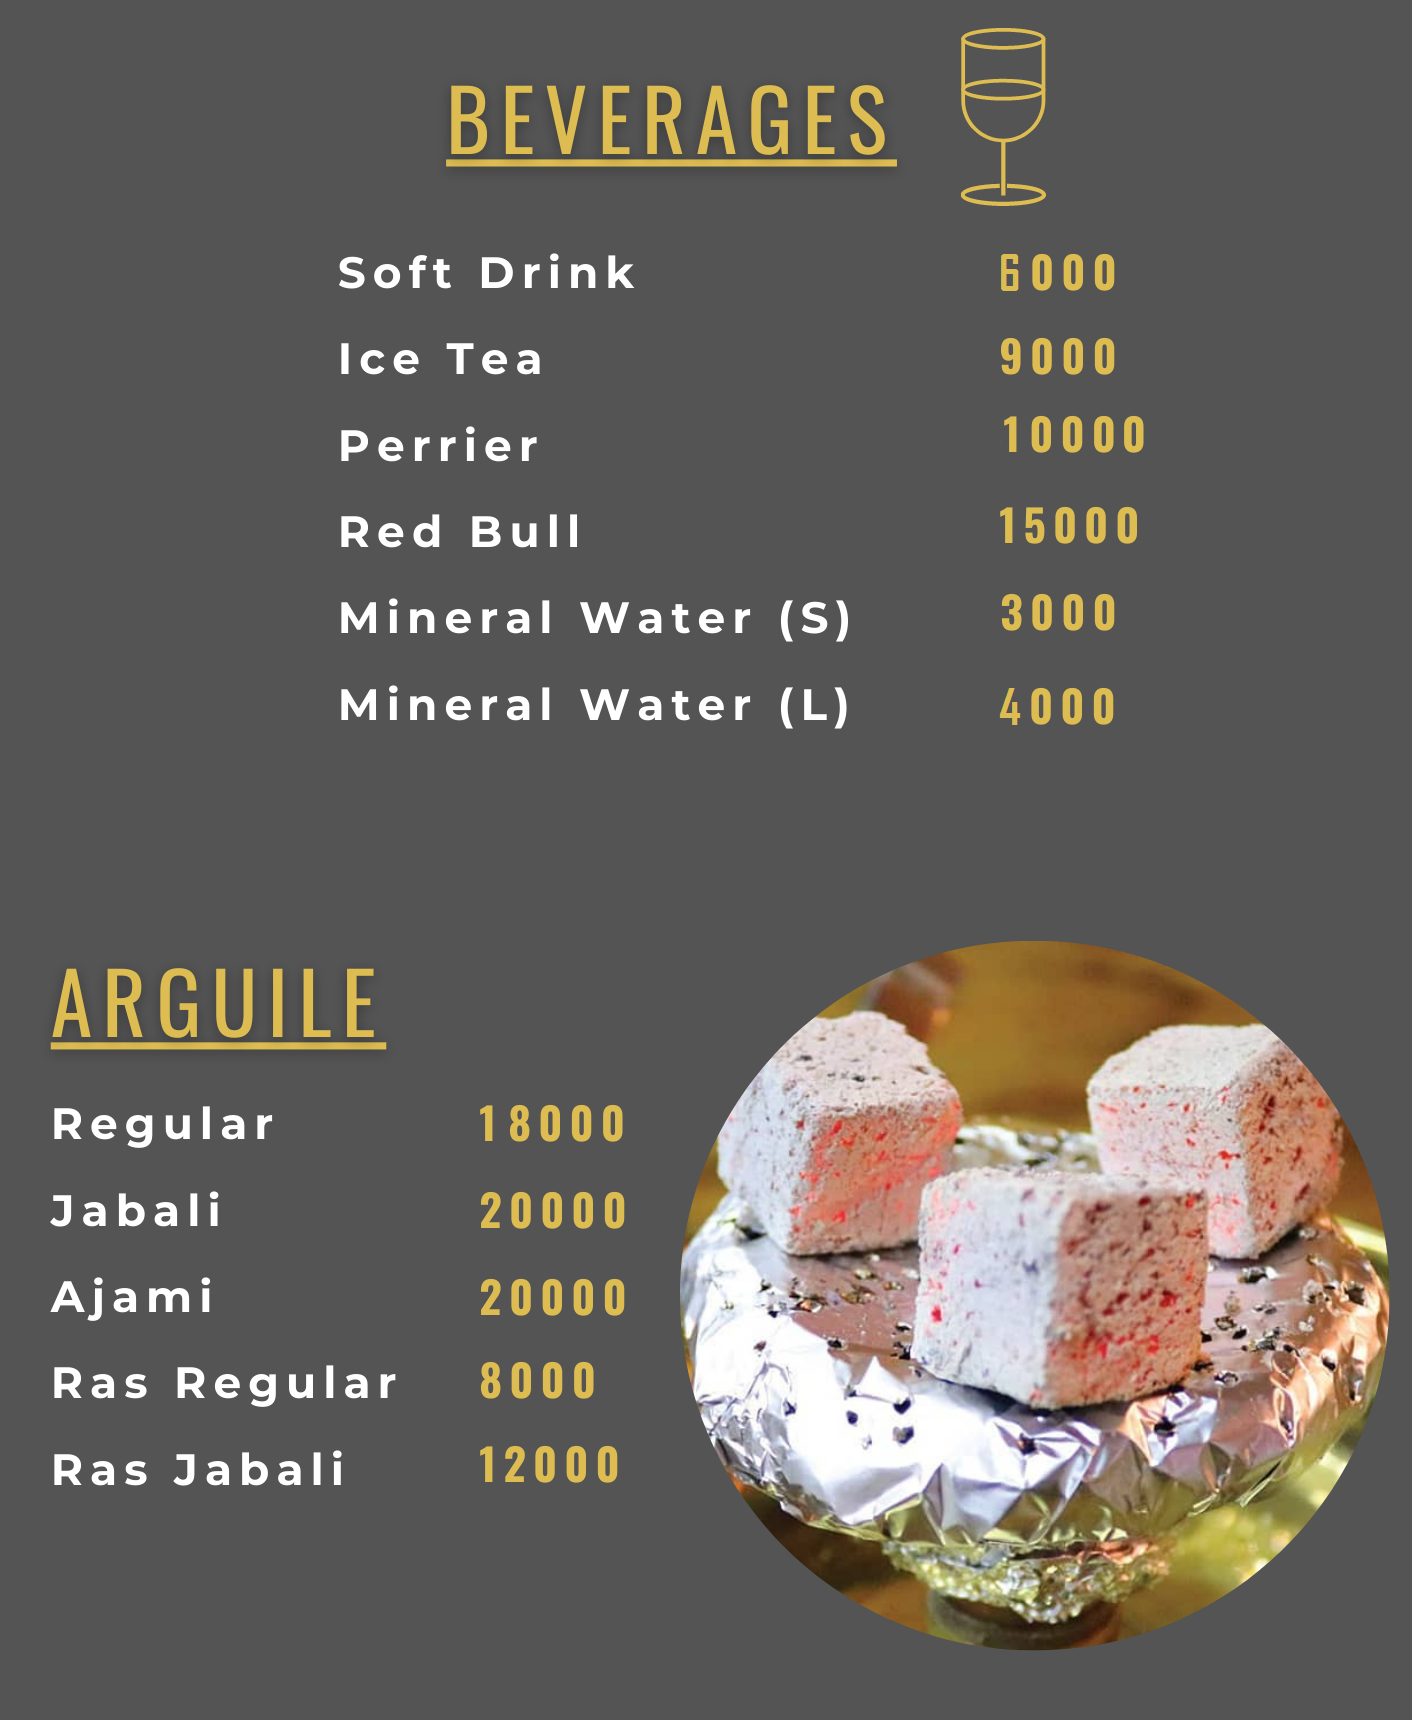 BEVERAGES
Soft Drink 6000
Ice Tea 9000
Perrier 10000
Red Bull 15000
Mineral Water (S) 3000
Mineral Water (L) 4000
ARGUILE
Regular 18000
Jabali 20000
Ajami 20000
Ras Regular 8000
Ras Jabali 12000